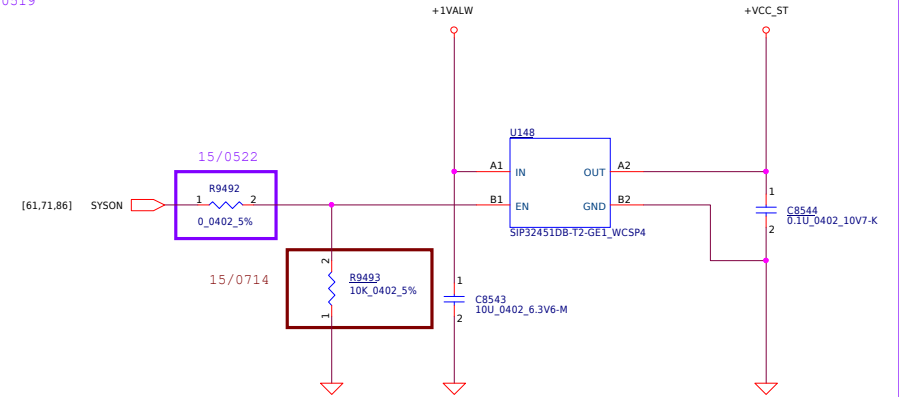 +1VALW
+VCC_ST
U148
15/0522
A1 IN OUT A2
R9492
1 2
[61,71,86] SYSON
B1 EN GND B2
1
C8544
0.1U_0402_10V7-K
2
0_0402_5%
SIP32451DB-T2-GE1_WCSP4
2
15/0714
R9493
10K_0402_5%
1
1
C8543
10U_0402_6.3V6-M
2